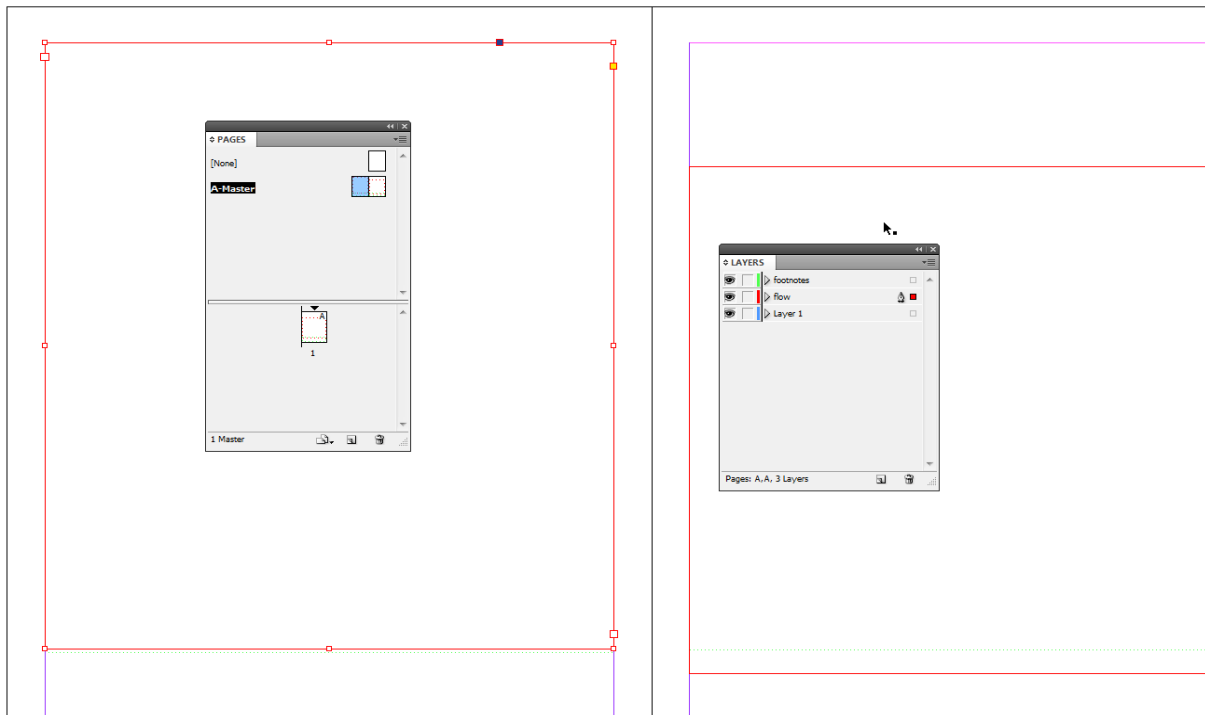 PAGES
[None]
A-Master
A
1
1 Master
LAYERS
footnotes
flow
Layer 1
Pages: A,A, 3 Layers